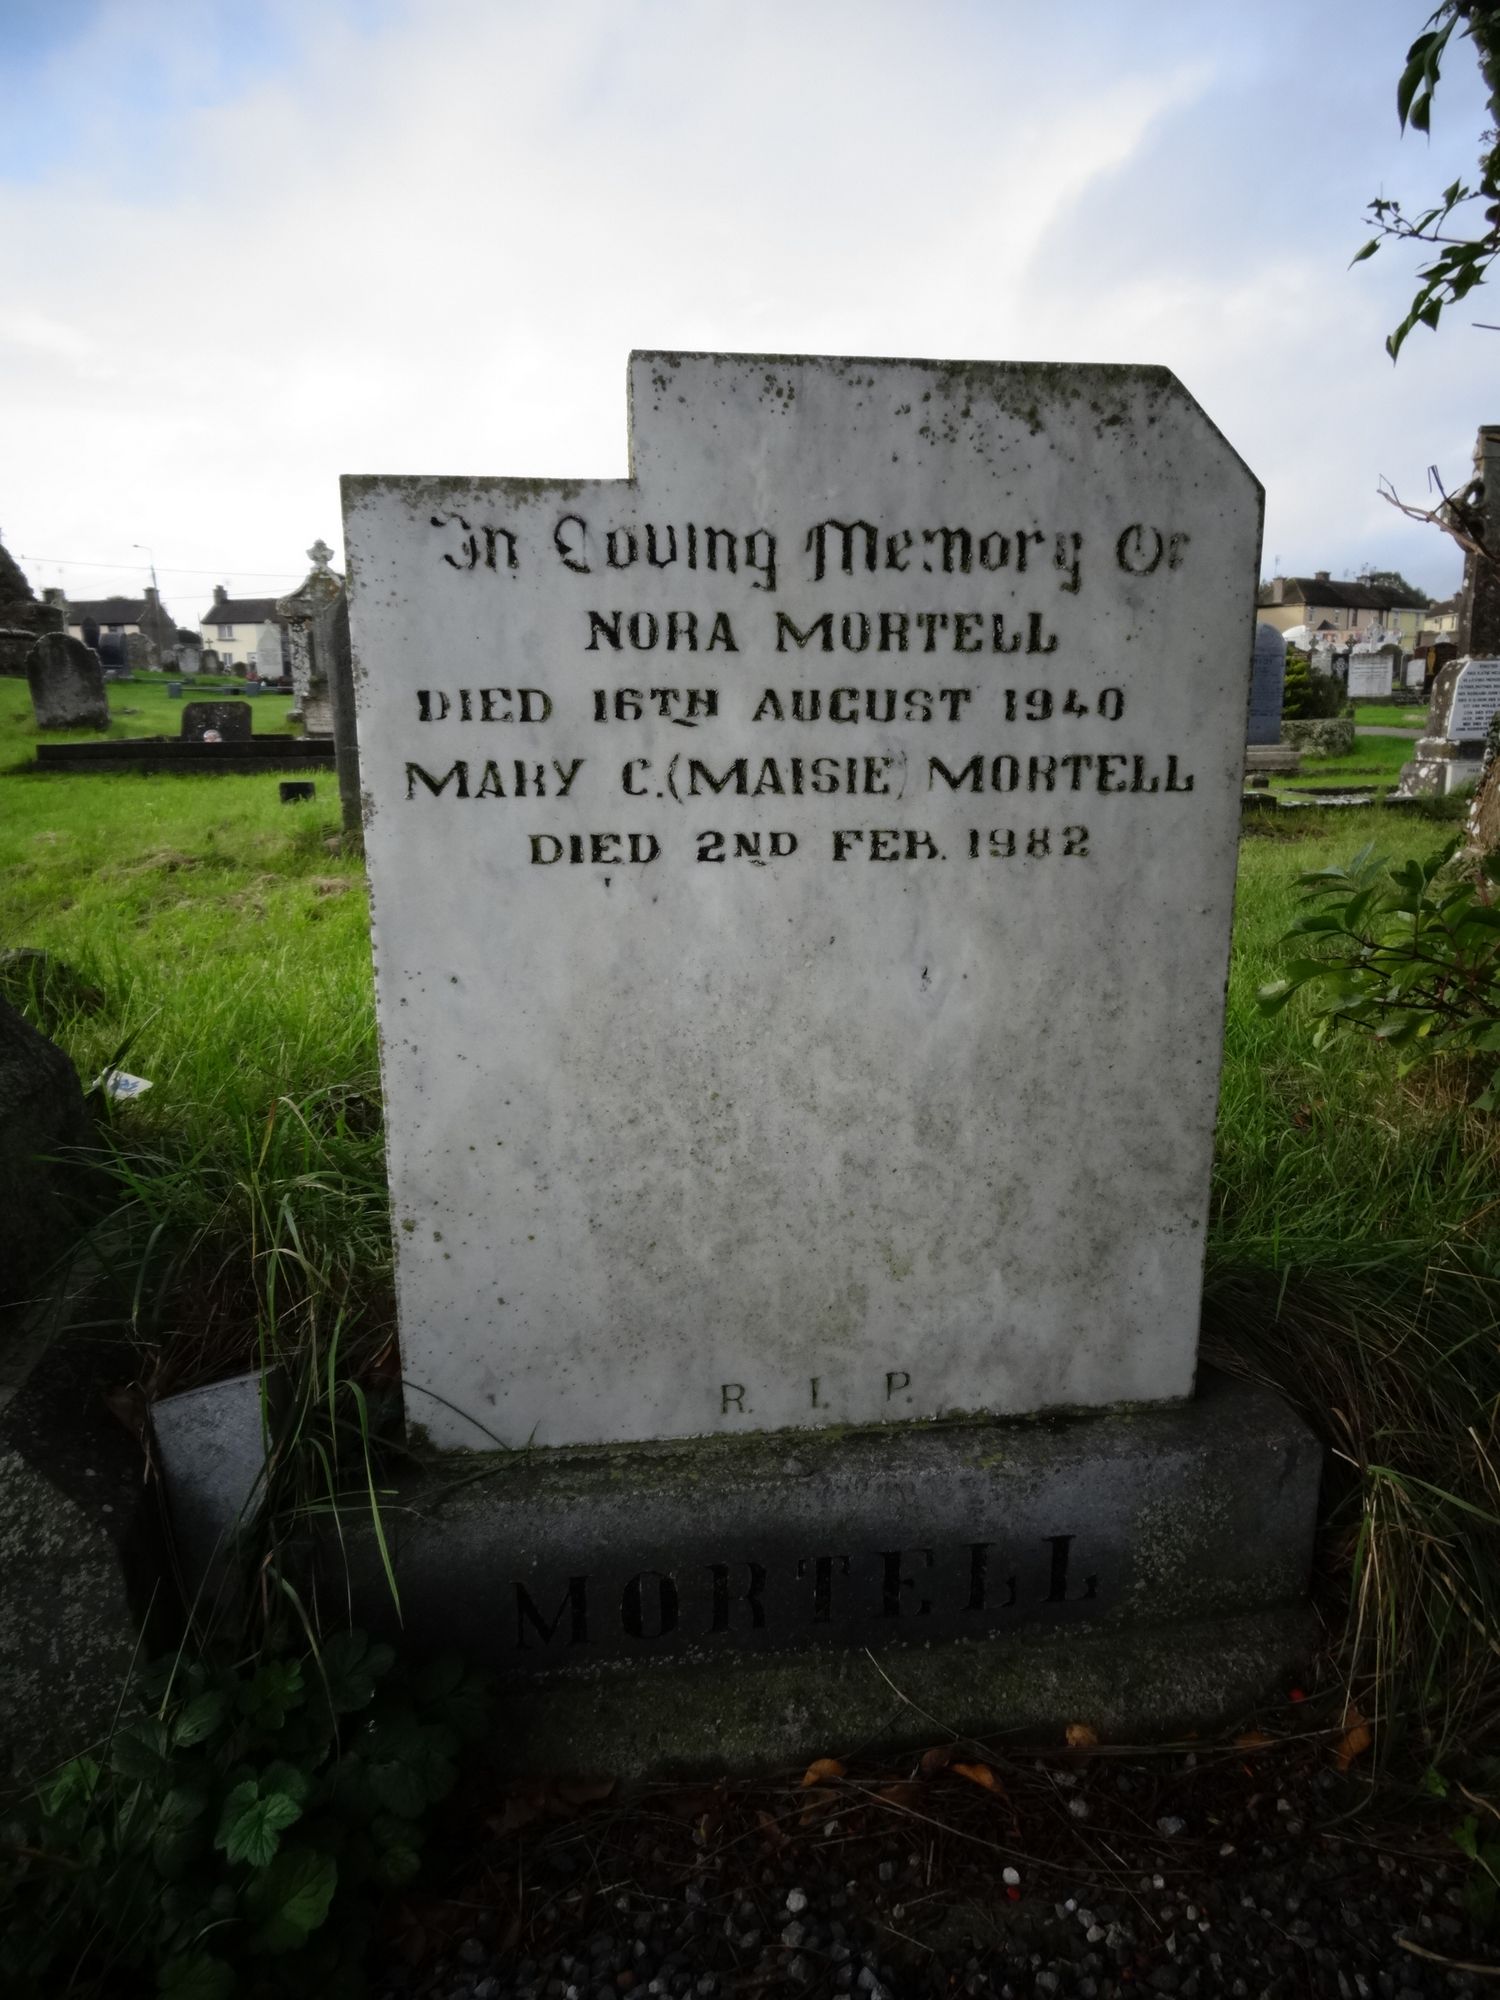 In Loving Memory Of
NORA MORTELL
DIED 16TH AUGUST 1940
MARY C. (MAISIE) MORTELL
DIED 2ND FEB. 1982
R. I. P.
MORTELL